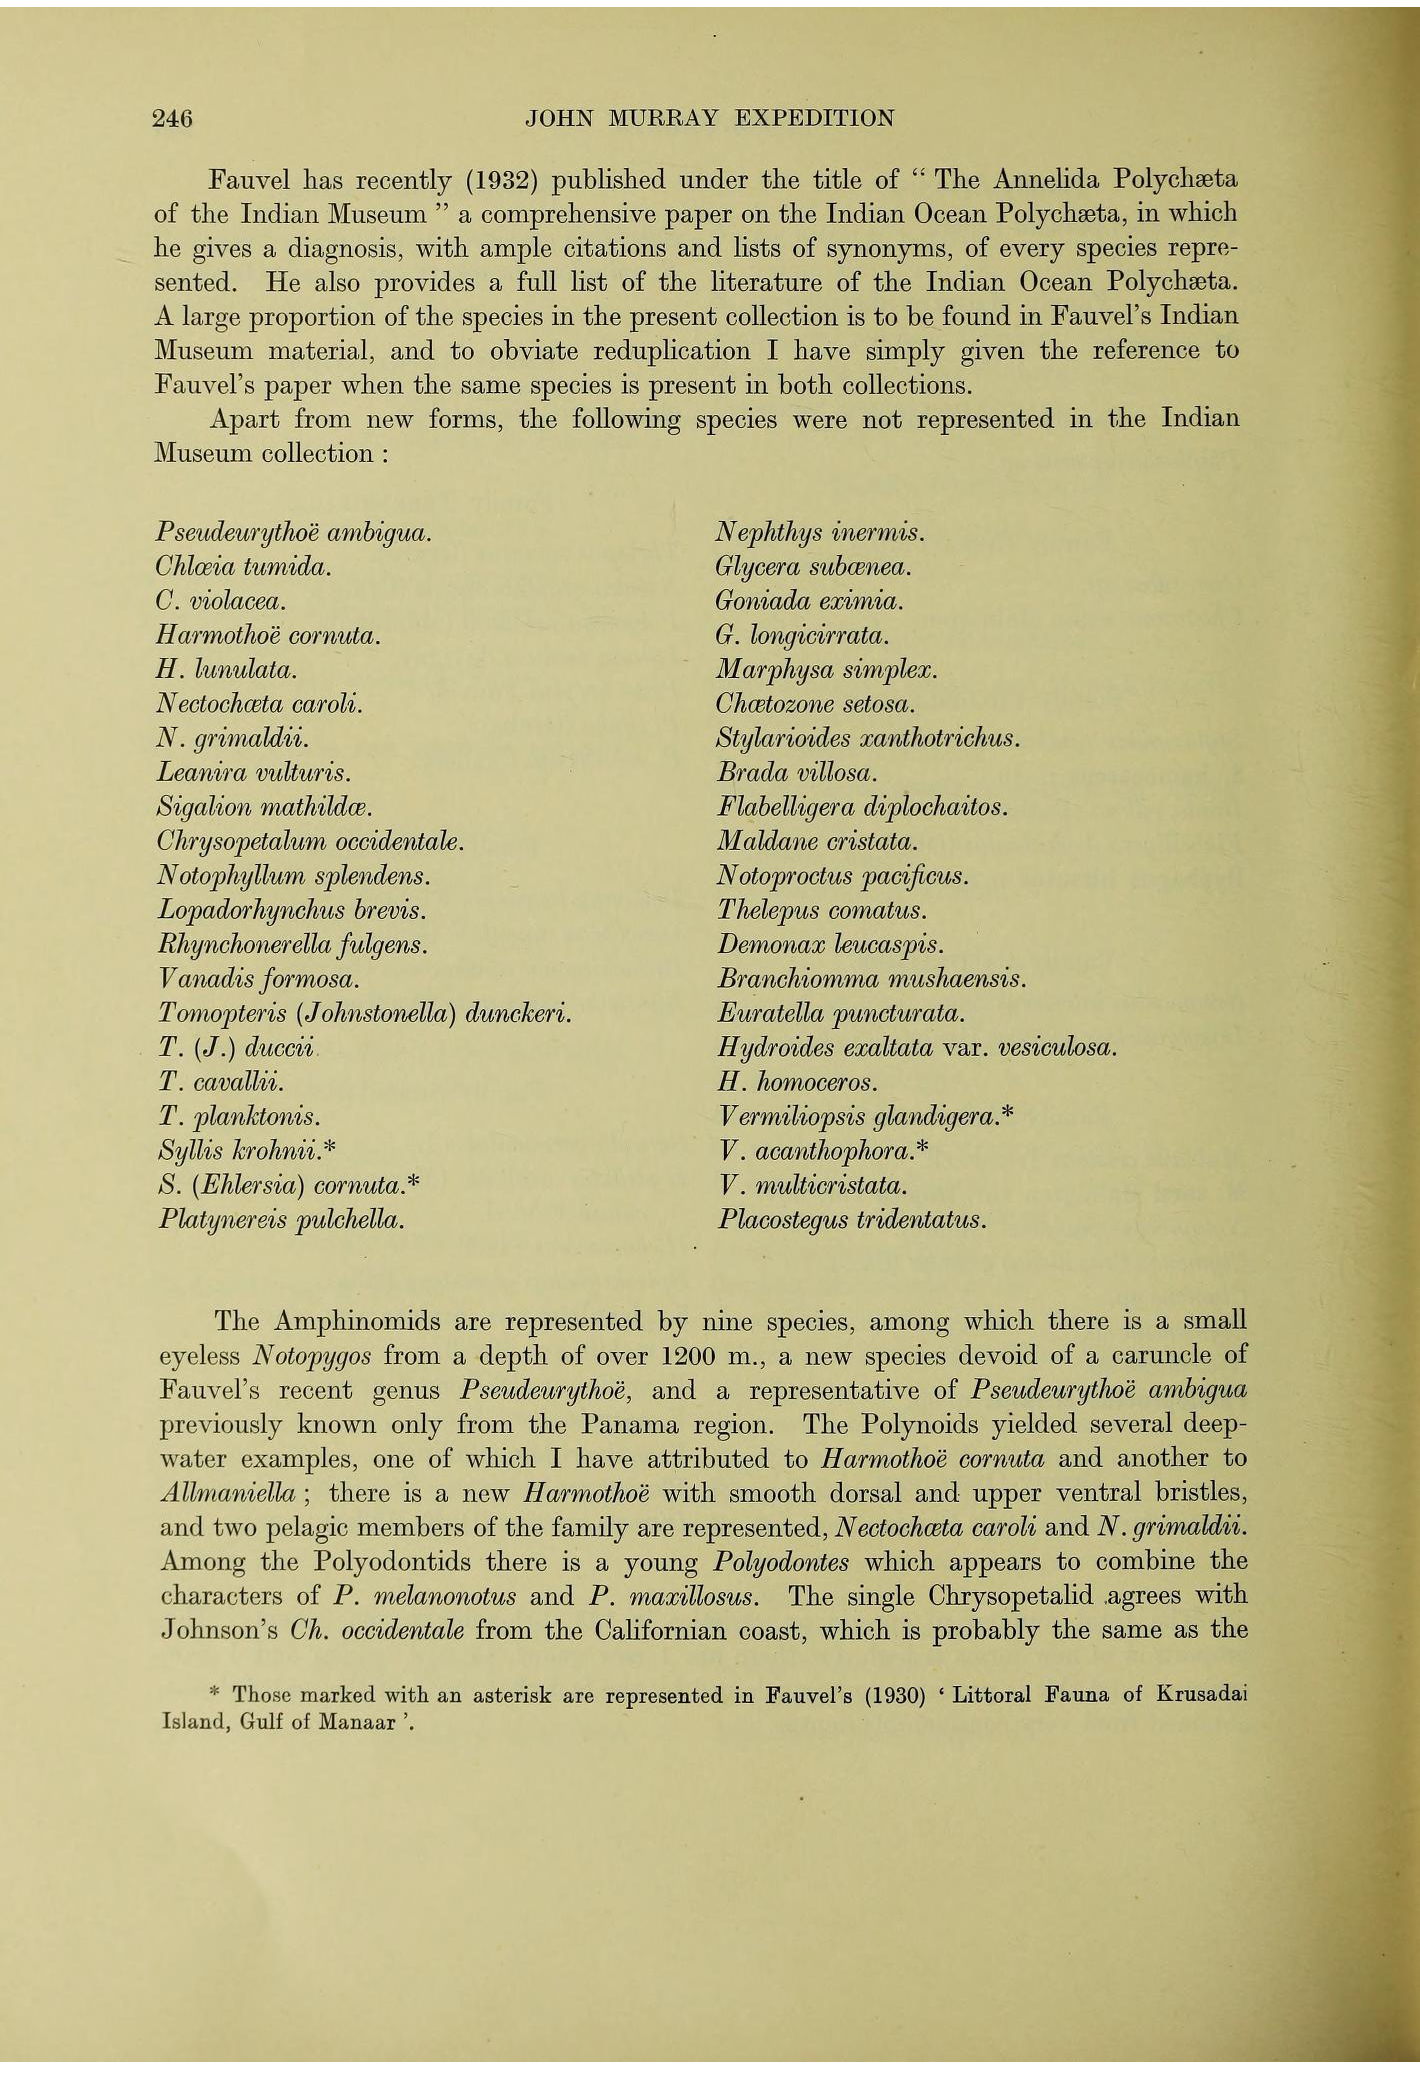 246
JOHN MURRAY EXPEDITION
Fauvel has recently (1932) published under the title of “ The Annelida Polychæta
of the Indian Museum ” a comprehensive paper on the Indian Ocean Polychæta, in which
he gives a diagnosis, with ample citations and lists of synonyms, of every species repre-
sented. He also provides a full list of the literature of the Indian Ocean Polychæta.
A large proportion of the species in the present collection is to be found in Fauvel’s Indian
Museum material, and to obviate reduplication I have simply given the reference to
Fauvel’s paper when the same species is present in both collections.
Apart from new forms, the following species were not represented in the Indian
Museum collection :
Pseudeurythoë ambigua.
Chlœia tumida.
C. violacea.
Harmothoë cornuta.
H. lunulata.
Nectochæta caroli.
N. grimaldii.
Leanira vulturis.
Sigalion mathildæ.
Chrysopetalum occidentale.
Notophyllum splendens.
Lopadorhynchus brevis.
Rhynchonerella fulgens.
Vanadis formosa.
Tomopteris (Johnstonella) dunckeri.
T. (J.) duccii.
T. cavallii.
T. planktonis.
Syllis krohnii.*
S. (Ehlersia) cornuta.*
Platynereis pulchella.
Nephthys inermis.
Glycera subænea.
Goniada eximia.
G. longicirrata.
Marphysa simplex.
Chætozone setosa.
Stylarioides xanthotrichus.
Brada villosa.
Flabelligera diplochaitos.
Maldane cristata.
Notoproctus pacificus.
Thelepus comatus.
Demonax leucaspis.
Branchiomma mushaensis.
Euratella puncturata.
Hydroides exaltata var. vesiculosa.
H. homoceros.
Vermiliopsis glandigera.*
V. acanthophora.*
V. multicristata.
Placostegus tridentatus.
The Amphinomids are represented by nine species, among which there is a small
eyeless Notopygos from a depth of over 1200 m., a new species devoid of a caruncle of
Fauvel’s recent genus Pseudeurythoë, and a representative of Pseudeurythoë ambigua
previously known only from the Panama region. The Polynoids yielded several deep-
water examples, one of which I have attributed to Harmothoë cornuta and another to
Allmaniella ; there is a new Harmothoë with smooth dorsal and upper ventral bristles,
and two pelagic members of the family are represented, Nectochæta caroli and N. grimaldii.
Among the Polyodontids there is a young Polyodontes which appears to combine the
characters of P. melanonotus and P. maxillosus. The single Chrysopetalid agrees with
Johnson’s Ch. occidentale from the Californian coast, which is probably the same as the
* Those marked with an asterisk are represented in Fauvel’s (1930) ‘ Littoral Fauna of Krusadai
Island, Gulf of Manaar ’.